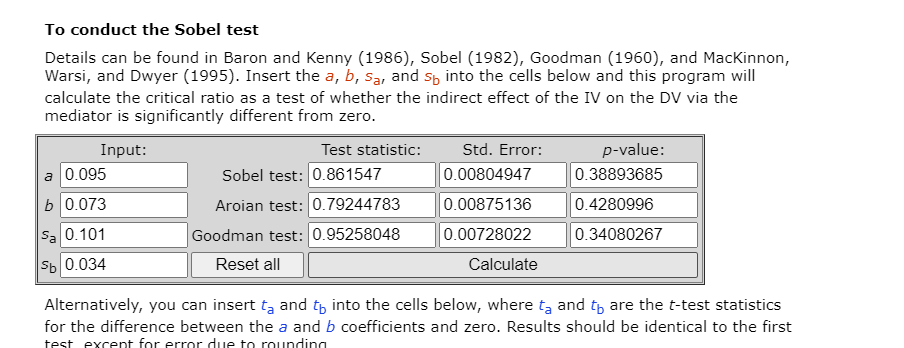 To conduct the Sobel test
Details can be found in Baron and Kenny (1986), Sobel (1982), Goodman (1960), and MacKinnon,
Warsi, and Dwyer (1995). Insert the a, b, sa, and sb into the cells below and this program will
calculate the critical ratio as a test of whether the indirect effect of the IV on the DV via the
mediator is significantly different from zero.
Input: Test statistic: Std. Error: p-value:
a 0.095 Sobel test: 0.861547 0.00804947 0.38893685
b 0.073 Aroian test: 0.79244783 0.00875136 0.4280996
sa 0.101 Goodman test: 0.95258048 0.00728022 0.34080267
sb 0.034 Reset all Calculate
Alternatively, you can insert ta and tb into the cells below, where ta and tb are the t-test statistics
for the difference between the a and b coefficients and zero. Results should be identical to the first
test, except for error due to rounding.